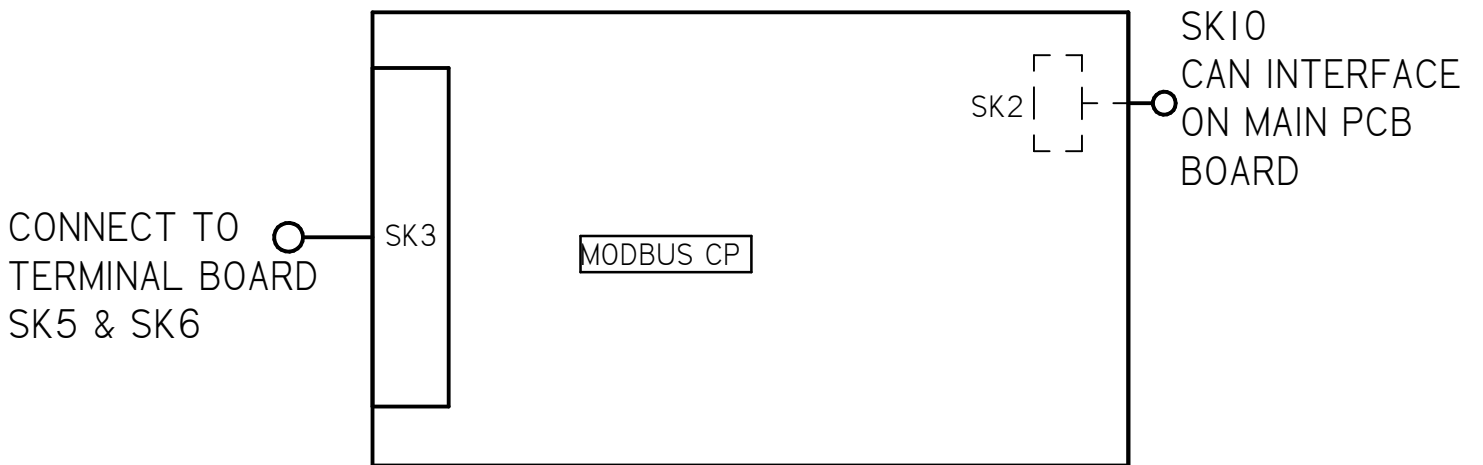 SK10
CAN INTERFACE
ON MAIN PCB
BOARD
SK2
CONNECT TO
TERMINAL BOARD
SK5 & SK6
SK3
MODBUS CP